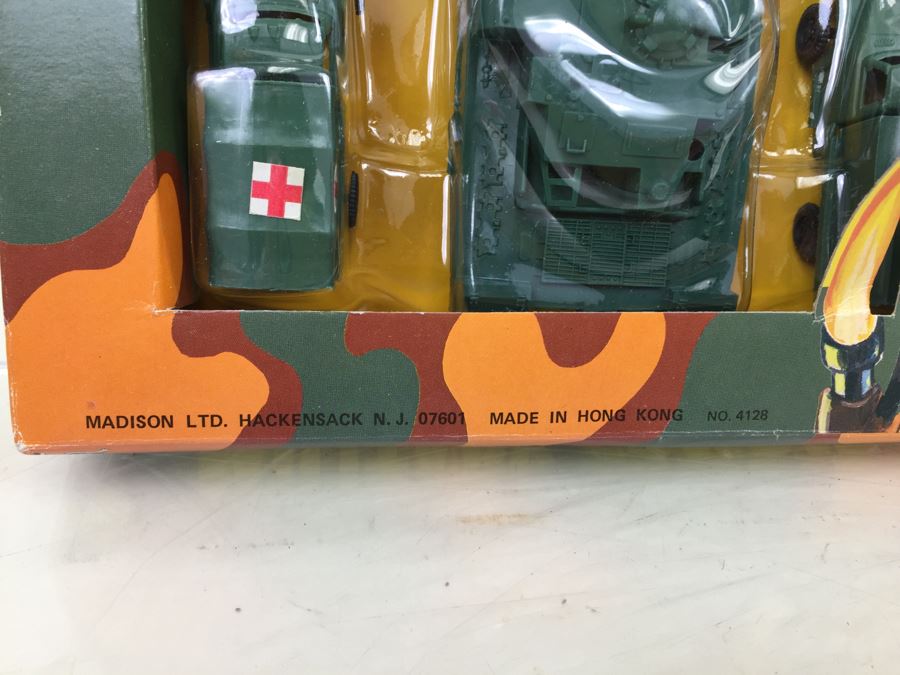 MADISON LTD. HACKENSACK N.J. 07601 MADE IN HONG KONG NO. 4128